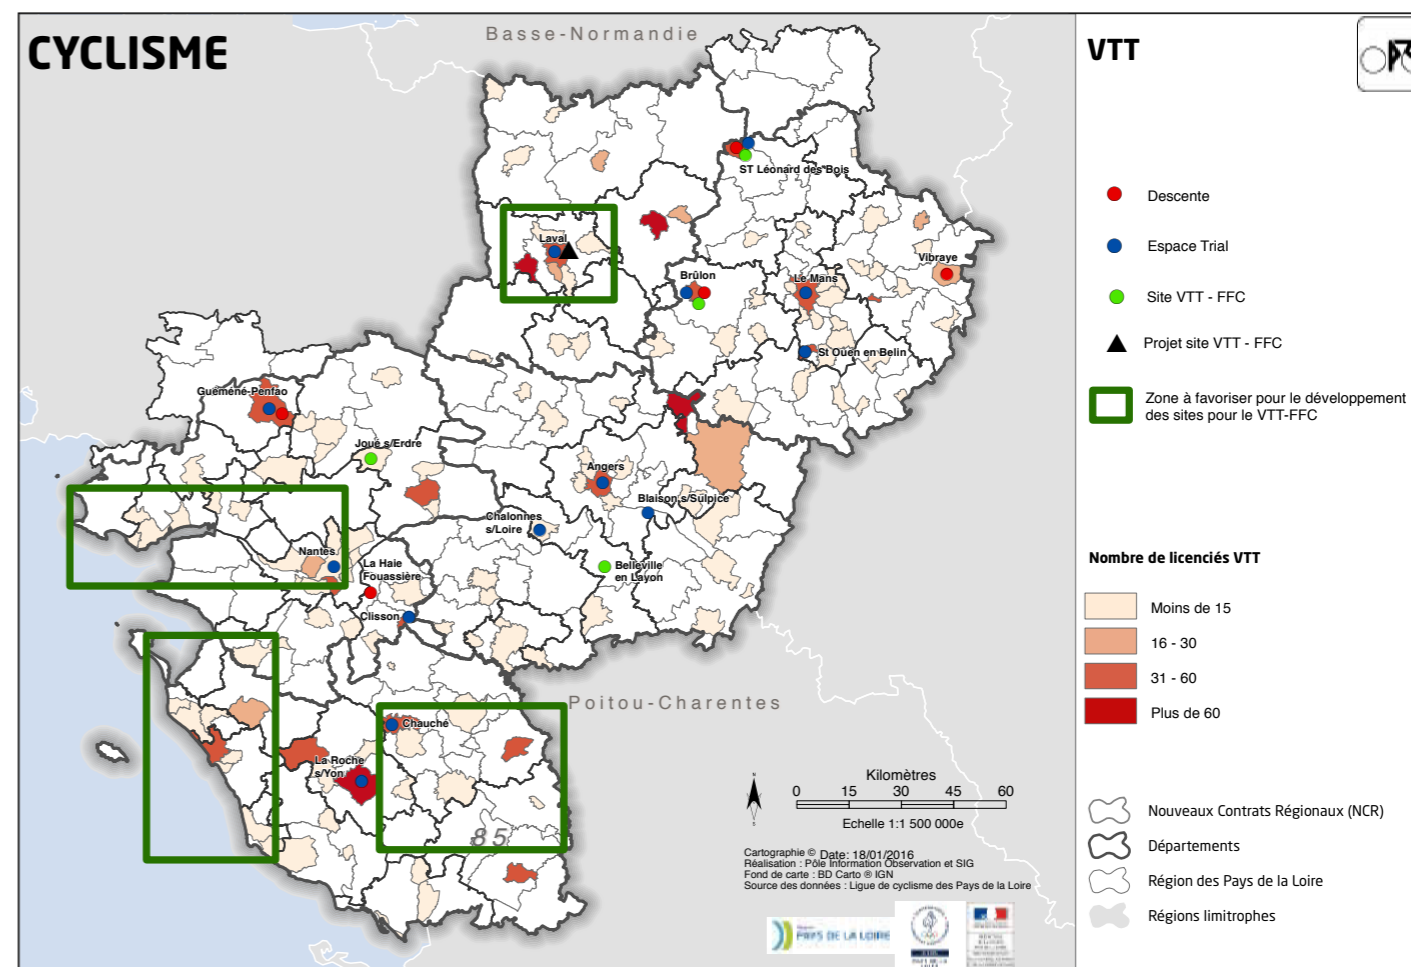 CYCLISME
Basse-Normandie
VTT
ST Léonard des Bois
Descente
Espace Trial
Site VTT - FFC
Projet site VTT - FFC
Zone à favoriser pour le développement
des sites pour le VTT-FFC
Laval
Brûlon
Le Mans
Vibraye
St Ouen en Belin
Guémené-Penfao
Joué s/Erdre
Angers
Blaison s/Sulpice
Chalonnes
s/Loire
Nantes
La Haie
Fouassière
Belleville
en Layon
Clisson
Nombre de licenciés VTT
Moins de 15
16 - 30
31 - 60
Plus de 60
Poitou-Charentes
Chauché
La Roche
s/Yon
85
N
S
Kilomètres
0 15 30 45 60
Echelle 1:1 500 000e
Cartographie © Date: 18/01/2016
Réalisation : Pôle Information Observation et SIG
Fond de carte : BD Carto ® IGN
Source des données : Ligue de cyclisme des Pays de la Loire
Nouveaux Contrats Régionaux (NCR)
Départements
Région des Pays de la Loire
Régions limitrophes
PAYS DE LA LOIRE